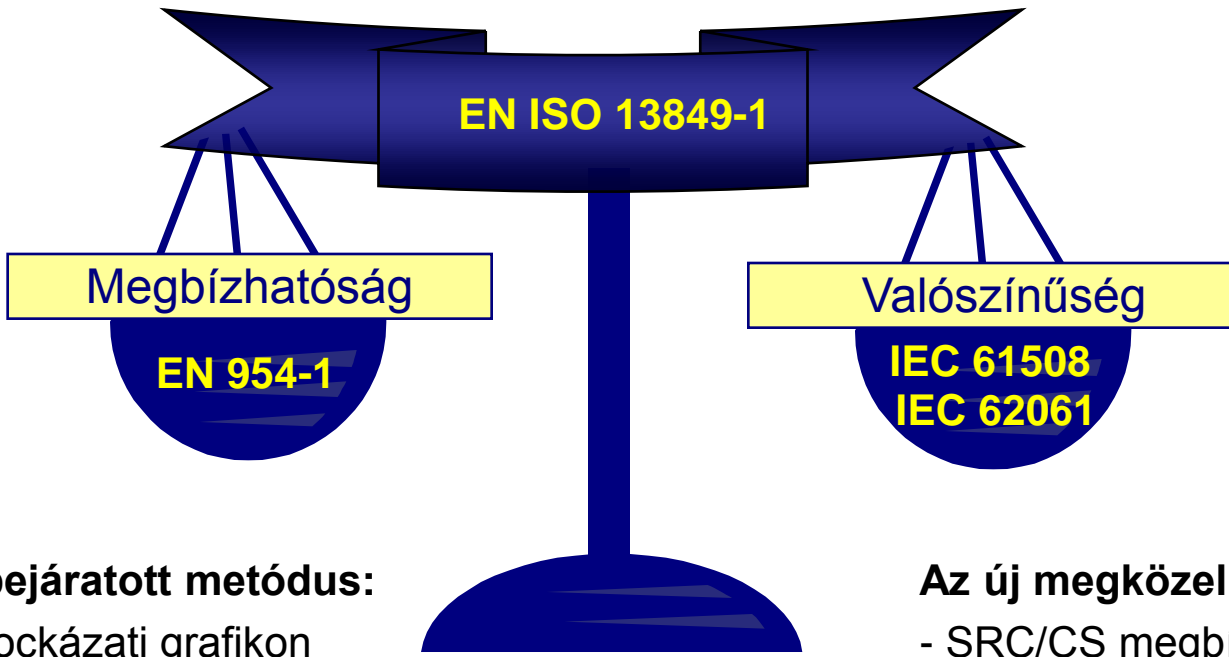 EN ISO 13849-1
Megbízhatóság
Valószínűség
EN 954-1
IEC 61508
IEC 62061
bejáratott metódus:
ockázati grafikon
Az új megközel
- SRC/CS megbí